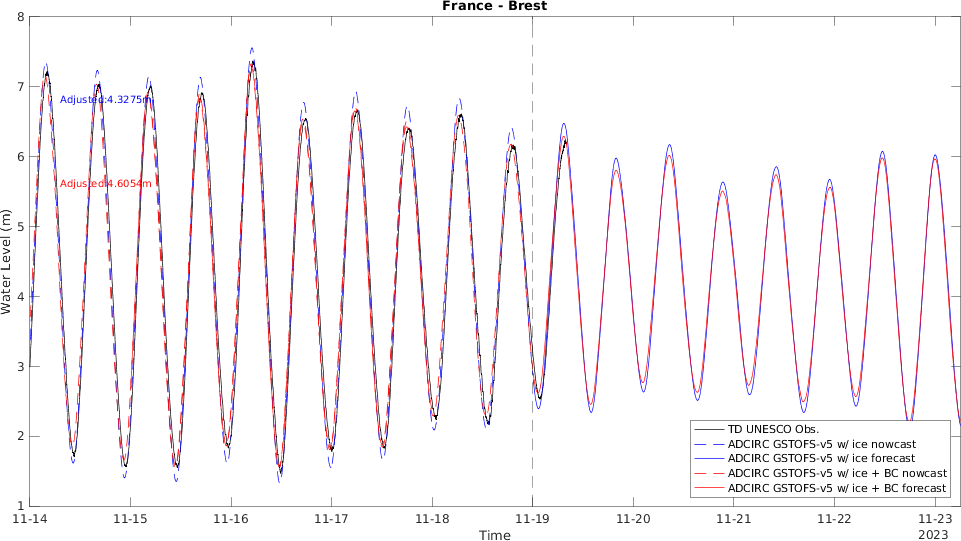 France - Brest
8
7
6
5
4
3
2
1
Water Level (m)
Adjusted:4.3275m
Adjusted:4.6054m
TD UNESCO Obs.
ADCIRC GSTOFS-v5 w/ ice nowcast
ADCIRC GSTOFS-v5 w/ ice forecast
ADCIRC GSTOFS-v5 w/ ice + BC nowcast
ADCIRC GSTOFS-v5 w/ ice + BC forecast
11-14 11-15 11-16 11-17 11-18 11-19 11-20 11-21 11-22 11-23
Time
2023